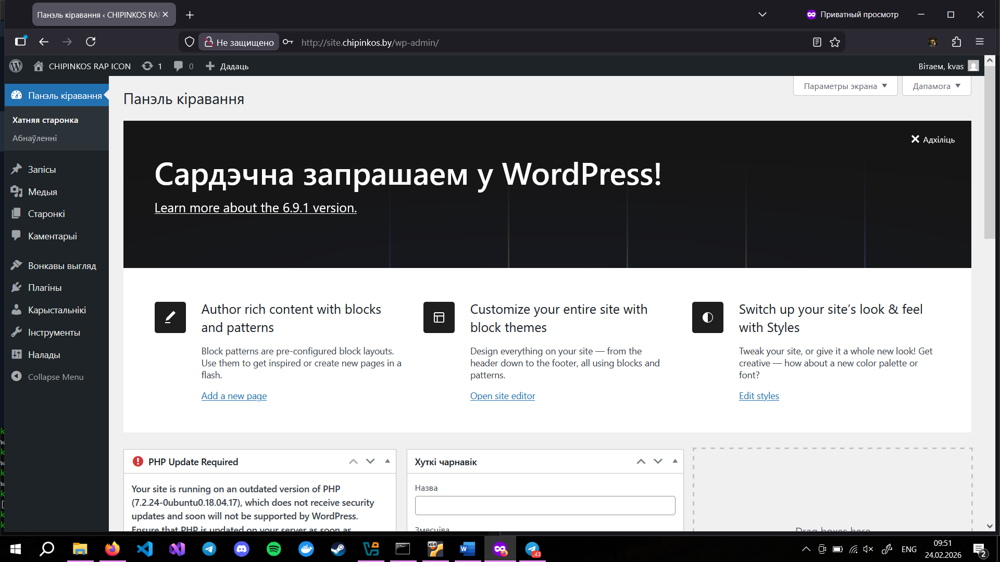 Панэль кіравання ‹ CHIPINKOS RAP
Приватный просмотр
Не защищено
http://site.chipinkos.by/wp-admin/
CHIPINKOS RAP ICON
1
0
Дадаць
Вітаем, kvas
Панэль кіравання
Хатняя старонка
Абнаўленні
Запісы
Медыя
Старонкі
Каментарыі
Вонкавы выгляд
Плагіны
Карыстальнікі
Інструменты
Налады
Collapse Menu
Параметры экрана
Дапамога
Панэль кіравання
Адхіліць
Сардэчна запрашаем у WordPress!
Learn more about the 6.9.1 version.
Author rich content with blocks
and patterns
Block patterns are pre-configured block layouts.
Use them to get inspired or create new pages in a
flash.
Add a new page
Customize your entire site with
block themes
Design everything on your site — from the
header down to the footer, all using blocks and
patterns.
Open site editor
Switch up your site’s look & feel
with Styles
Tweak your site, or give it a whole new look! Get
creative — how about a new color palette or
font?
Edit styles
PHP Update Required
Your site is running on an outdated version of PHP
(7.2.24-0ubuntu0.18.04.17), which does not receive security
updates and soon will not be supported by WordPress.
Ensure that PHP is updated on your server as soon as
Хуткі чарнавік
Назва
Змесціва
Drag boxes here
x64
43
ENG
09:51
24.02.2026
2